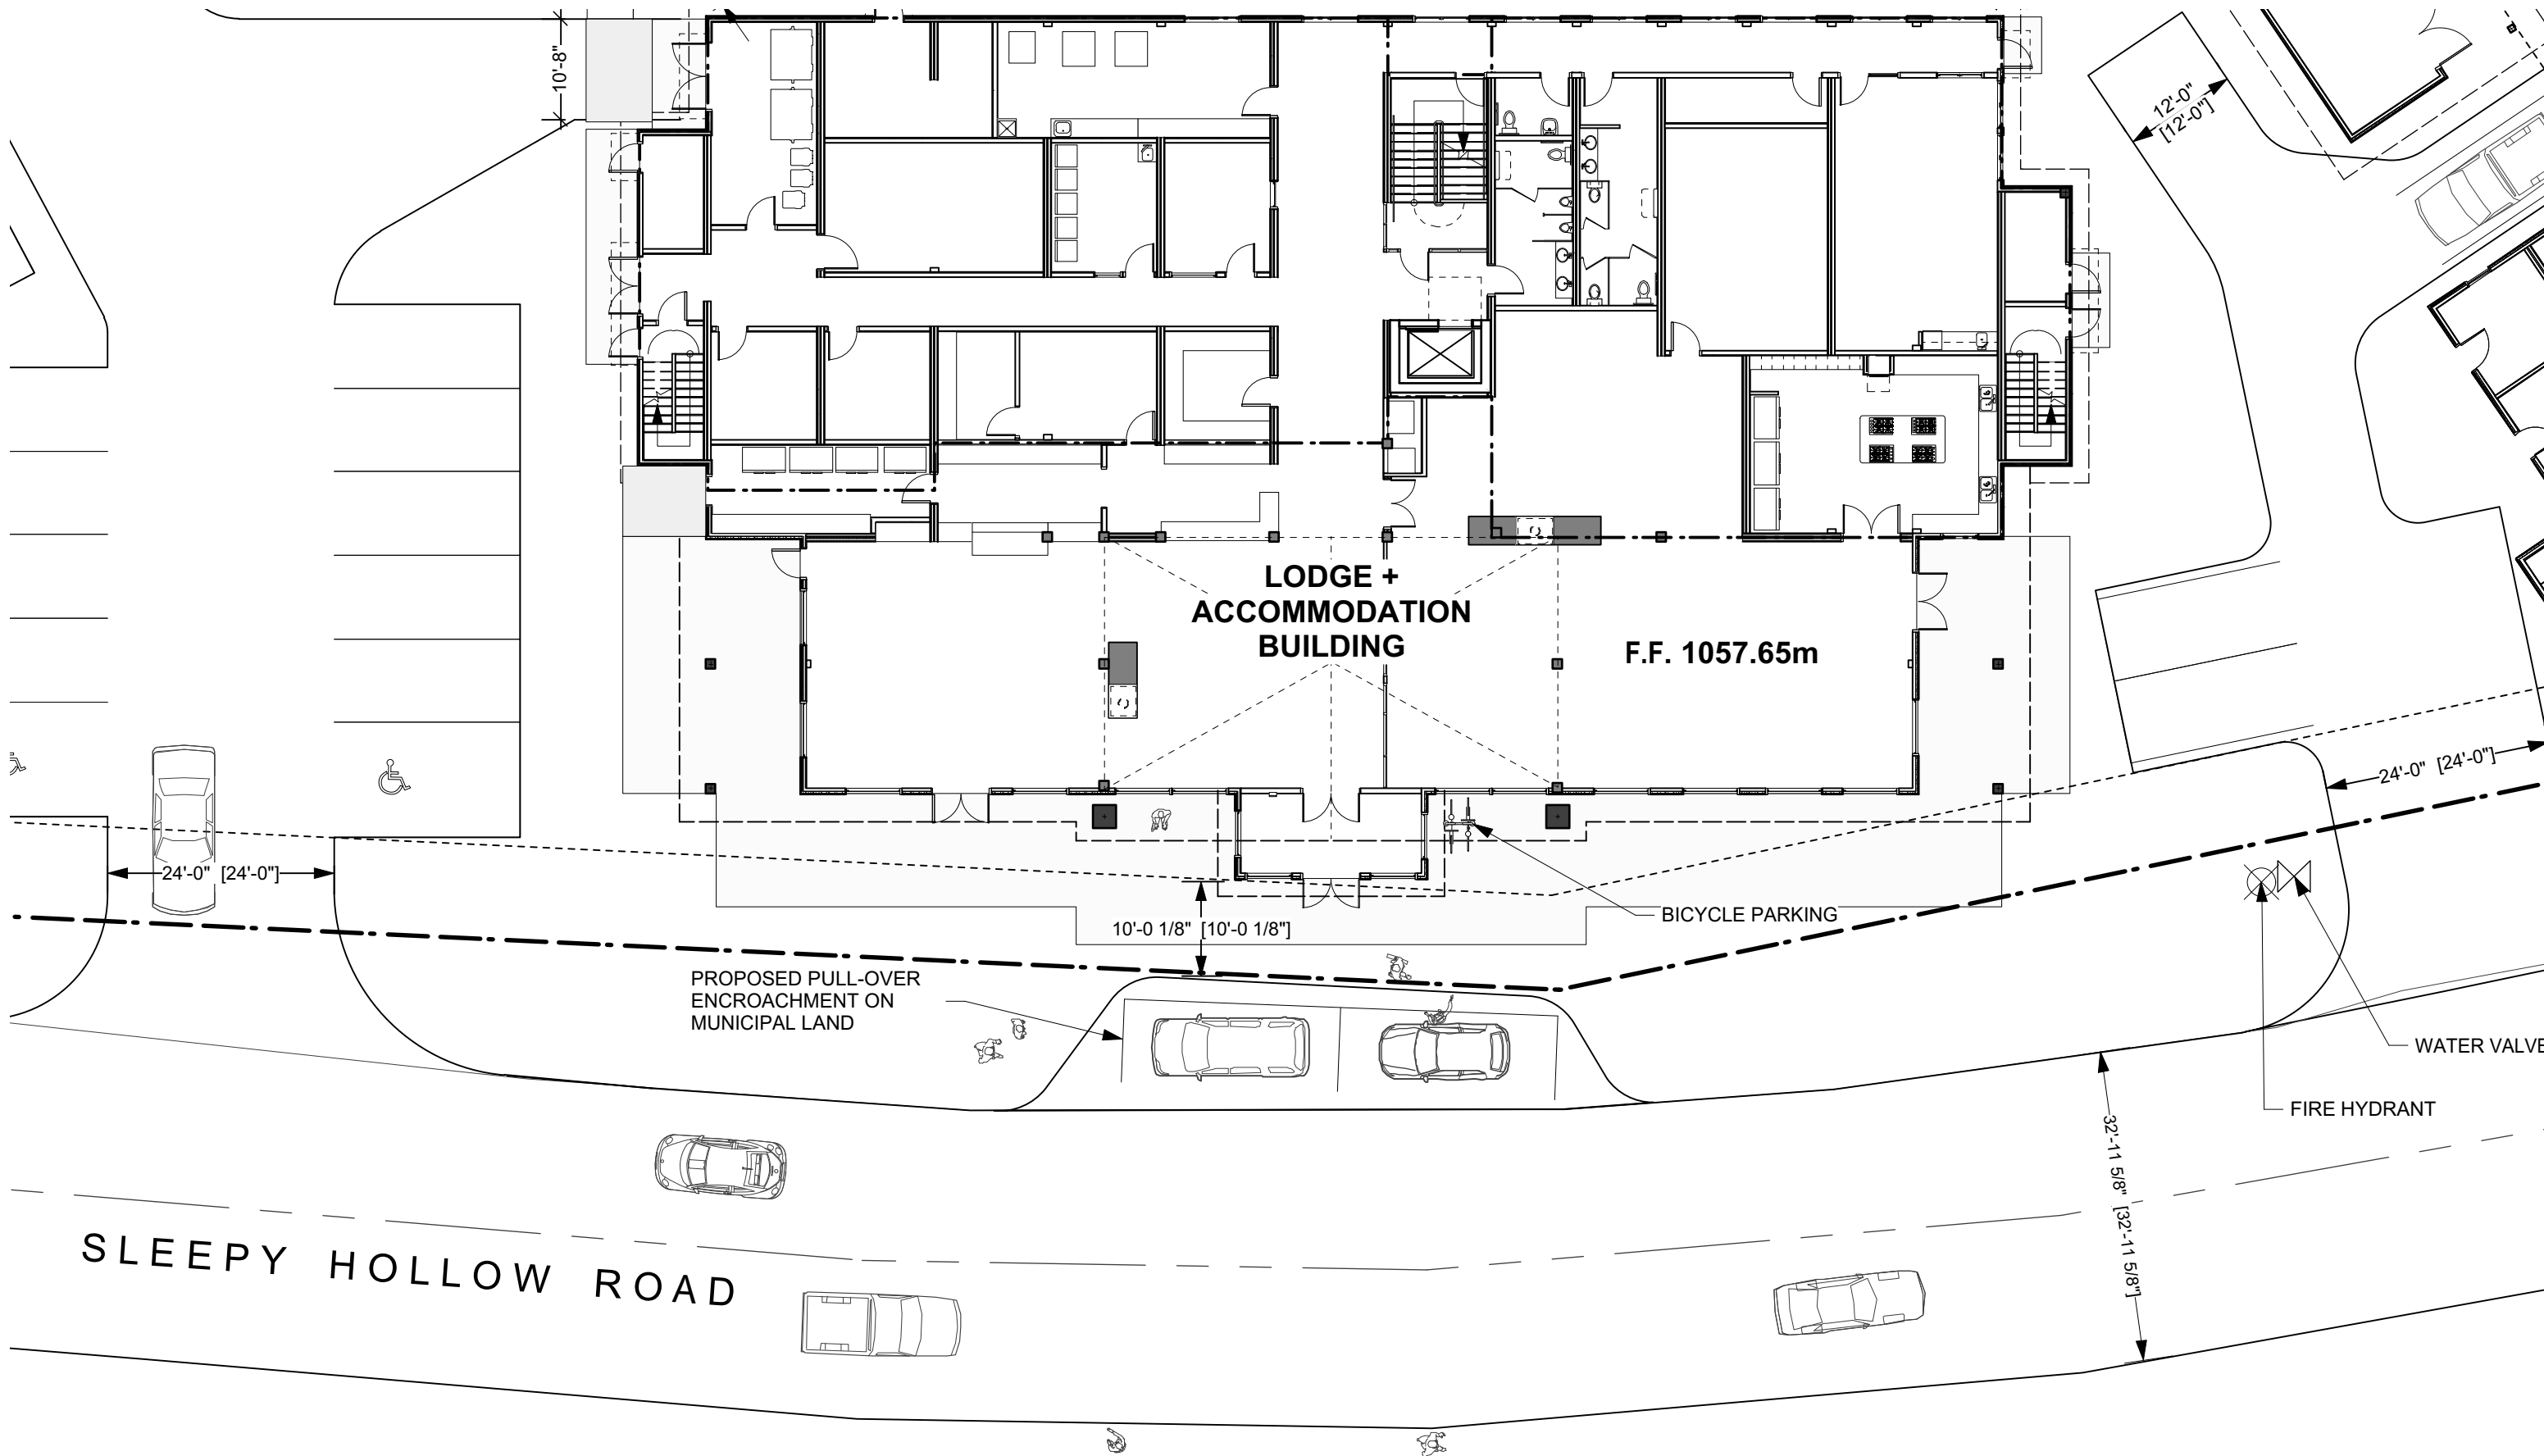 10'-8"
12'-0"
[12'-0"]
LODGE +
ACCOMMODATION
BUILDING
F.F. 1057.65m
24'-0" [24'-0"]
24'-0" [24'-0"]
BICYCLE PARKING
10'-0 1/8" [10'-0 1/8"]
PROPOSED PULL-OVER
ENCROACHMENT ON
MUNICIPAL LAND
WATER VALVE
FIRE HYDRANT
32'-11 5/8" [32'-11 5/8"]
SLEEPY HOLLOW ROAD